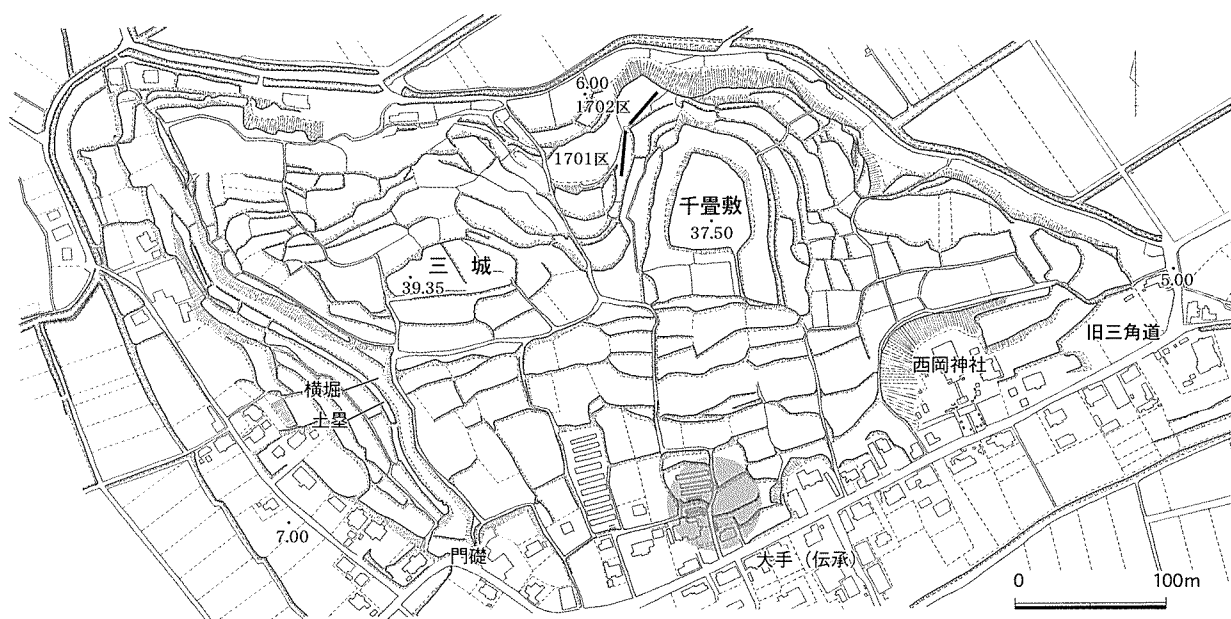 6.00
1702区
1701区
千畳敷
37.50
三城
39.35
5.00
旧三角道
西岡神社
横堀
土塁
7.00
門礎
大手（伝承）
0 100m